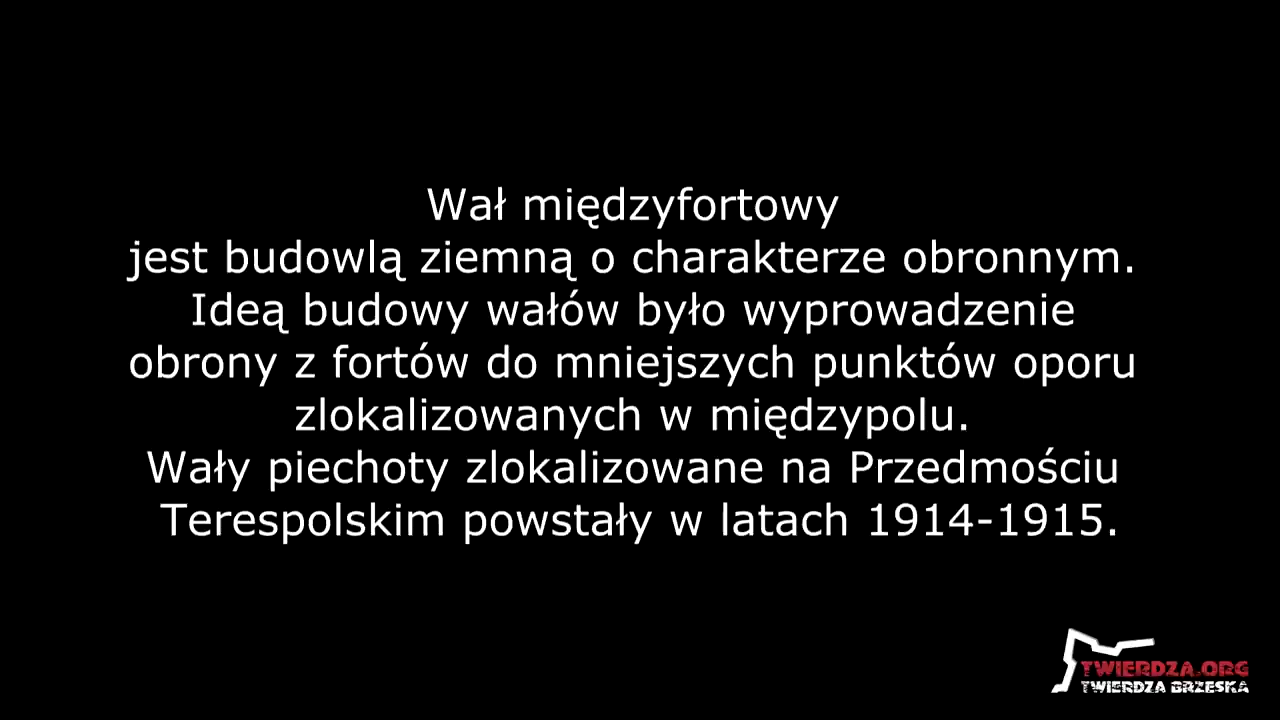 Wał międzyfortowy
jest budowlą ziemną o charakterze obronnym.
Ideą budowy wałów było wyprowadzenie
obrony z fortów do mniejszych punktów oporu
zlokalizowanych w międzypolu.
Wały piechoty zlokalizowane na Przedmościu
Terespolskim powstały w latach 1914-1915.
TWIERDZA.ORG
TWIERDZA BRZESKA